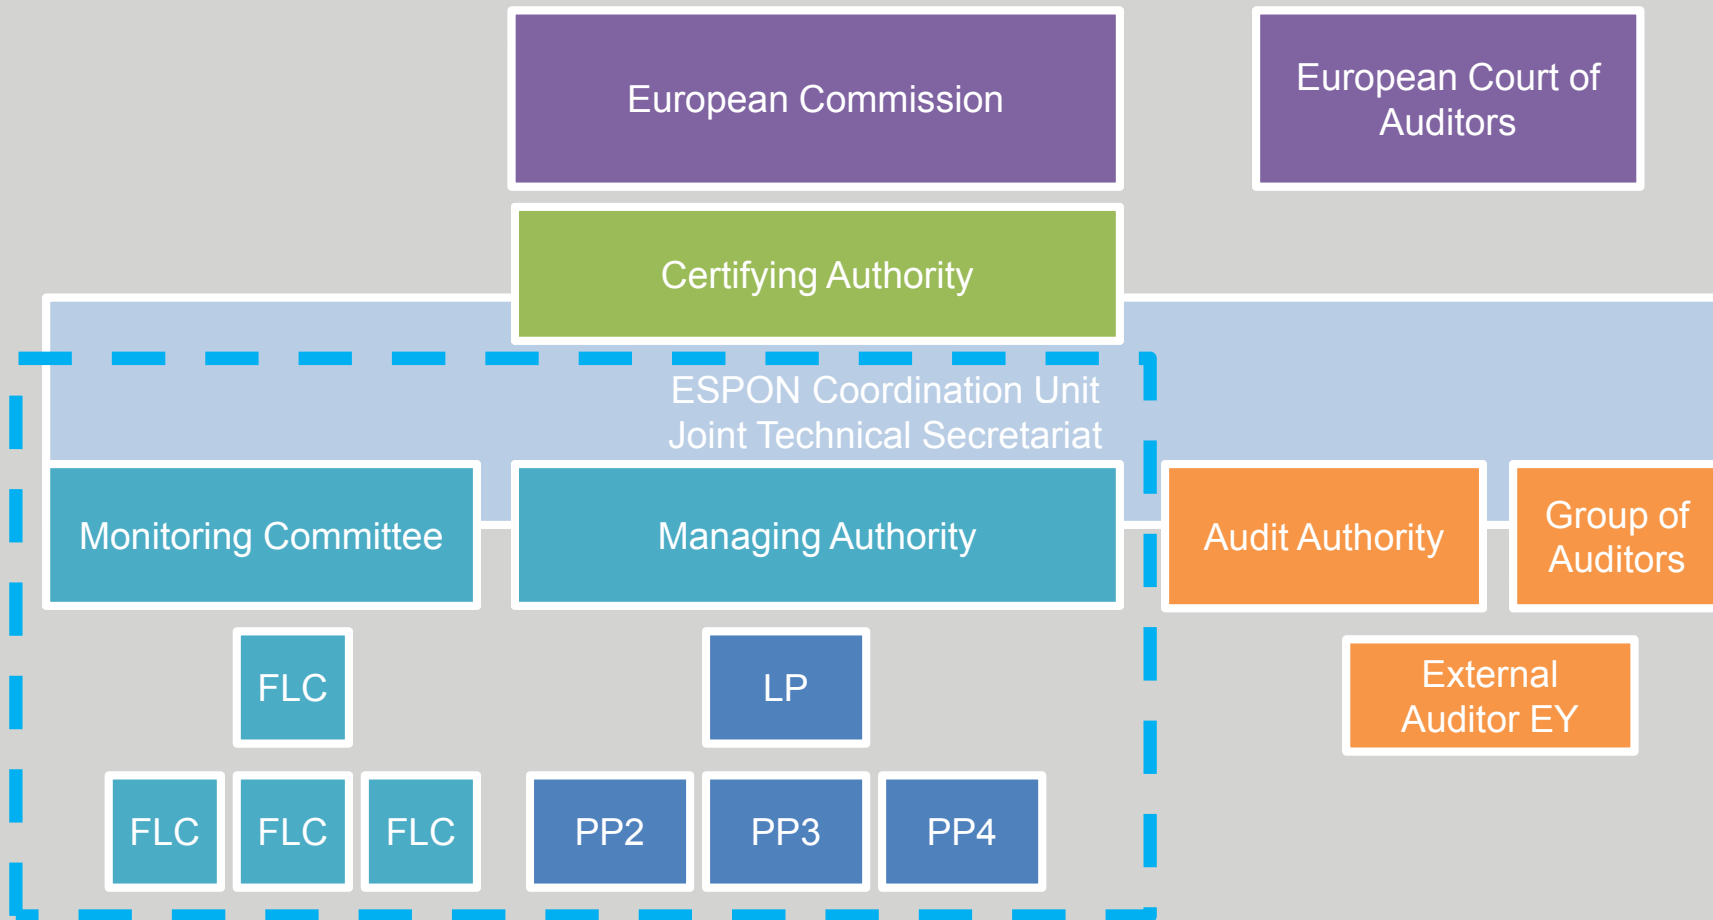 European Commission
European Court of
Auditors
Certifying Authority
ESPON Coordination Unit
Joint Technical Secretariat
Monitoring Committee
Managing Authority
Audit Authority
Group of
Auditors
FLC
LP
External
Auditor EY
FLC
FLC
FLC
PP2
PP3
PP4